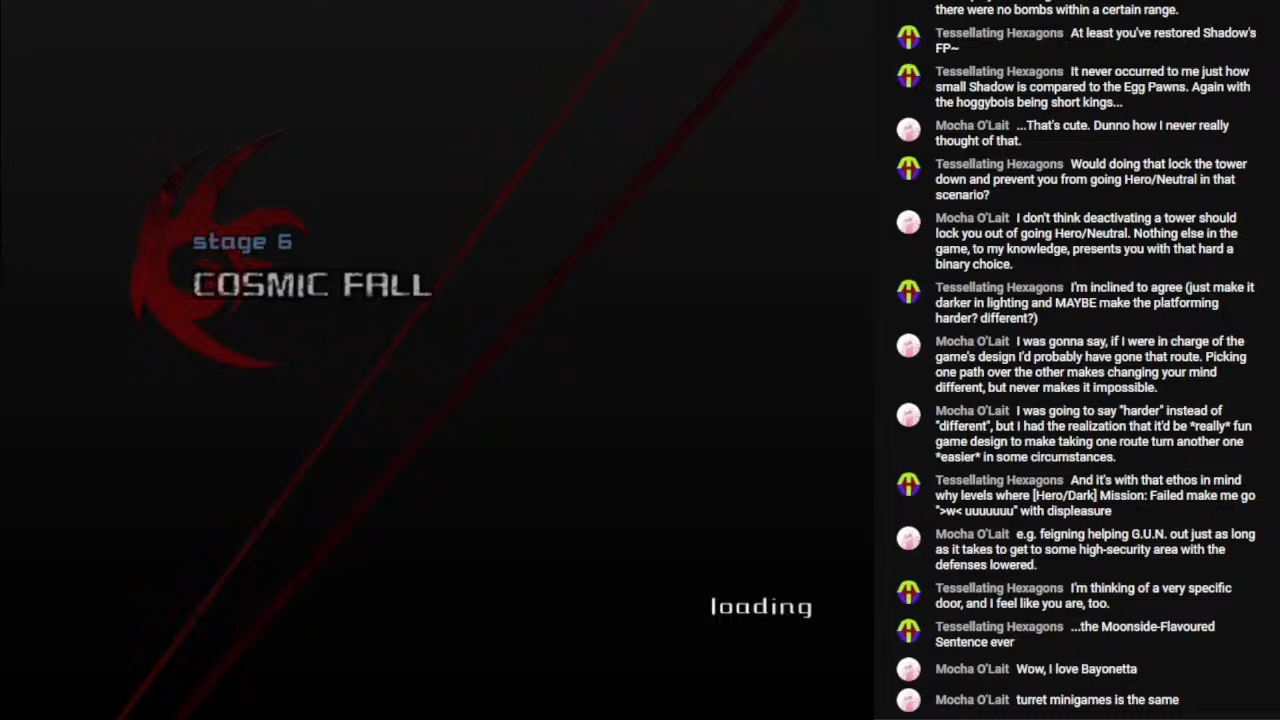 stage 6
COSMIC FALL
loading
there were no bombs within a certain range.
Tessellating Hexagons At least you've restored Shadow's
FP~
Tessellating Hexagons It never occurred to me just how
small Shadow is compared to the Egg Pawns. Again with
the hoggybois being short kings...
Mocha O'Lait ...That's cute. Dunno how I never really
thought of that.
Tessellating Hexagons Would doing that lock the tower
down and prevent you from going Hero/Neutral in that
scenario?
Mocha O'Lait I don't think deactivating a tower should
lock you out of going Hero/Neutral. Nothing else in the
game, to my knowledge, presents you with that hard a
binary choice.
Tessellating Hexagons I'm inclined to agree (just make it
darker in lighting and MAYBE make the platforming
harder? different?)
Mocha O'Lait I was gonna say, if I were in charge of the
game's design I'd probably have gone that route. Picking
one path over the other makes changing your mind
different, but never makes it impossible.
Mocha O'Lait I was going to say "harder" instead of
"different", but I had the realization that it'd be *really* fun
game design to make taking one route turn another one
*easier* in some circumstances.
Tessellating Hexagons And it's with that ethos in mind
why levels where [Hero/Dark] Mission: Failed make me go
">w< uuuuuu" with displeasure
Mocha O'Lait e.g. feigning helping G.U.N. out just as long
as it takes to get to some high-security area with the
defenses lowered.
Tessellating Hexagons I'm thinking of a very specific
door, and I feel like you are, too.
Tessellating Hexagons ...the Moonside-Flavoured
Sentence ever
Mocha O'Lait Wow, I love Bayonetta
Mocha O'Lait turret minigames is the same